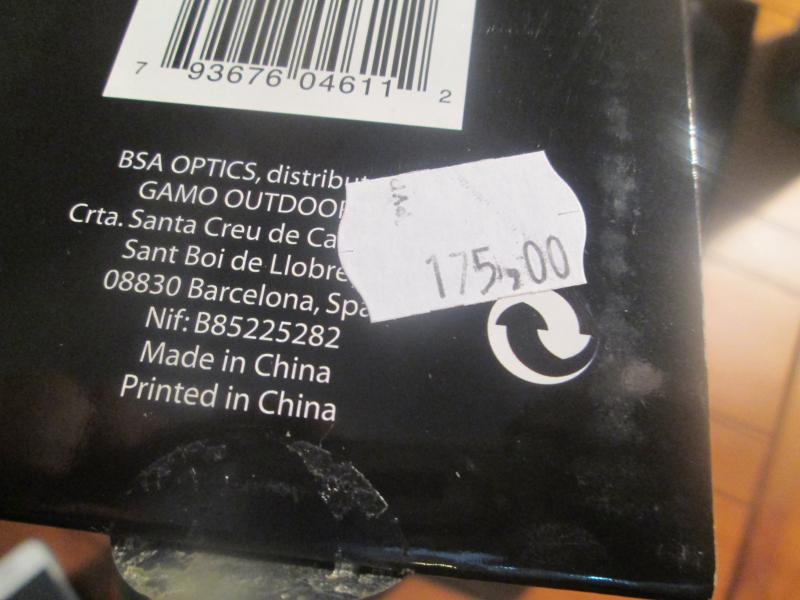 7 93676 04611 2
BSA OPTICS, distribu
GAMO OUTDOOR
Crta. Santa Creu de Ca
Sant Boi de Llobre
08830 Barcelona, Spa
Nif: B85225282
Made in China
Printed in China
175,00